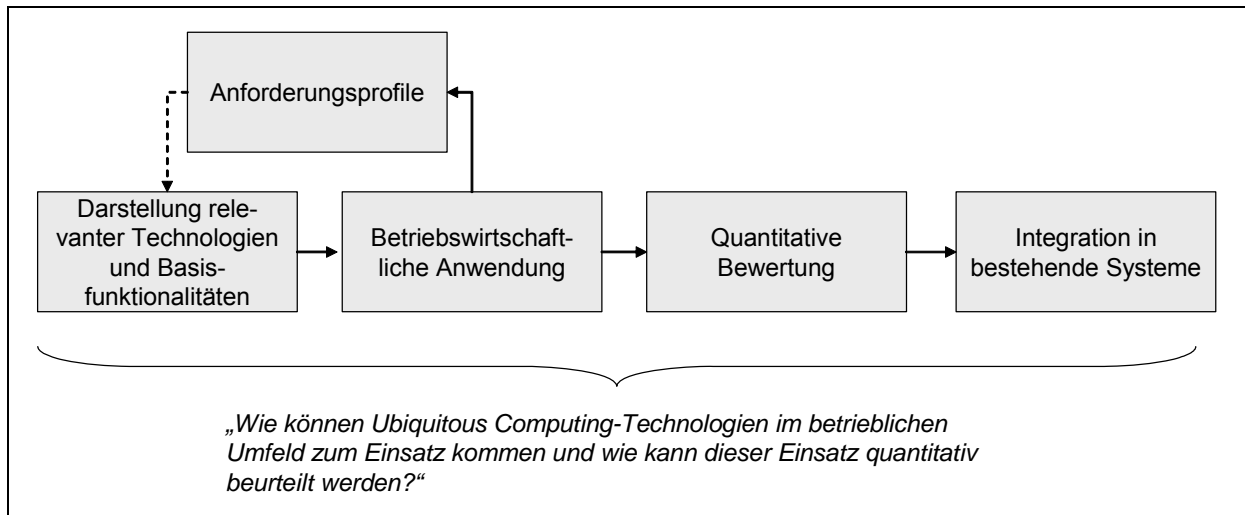 Anforderungsprofile
Darstellung rele-
vanter Technologien
und Basis-
funktionalitäten
Betriebswirtschaft-
liche Anwendung
Quantitative
Bewertung
Integration in
bestehende Systeme
„Wie können Ubiquitous Computing-Technologien im betrieblichen
Umfeld zum Einsatz kommen und wie kann dieser Einsatz quantitativ
beurteilt werden?“